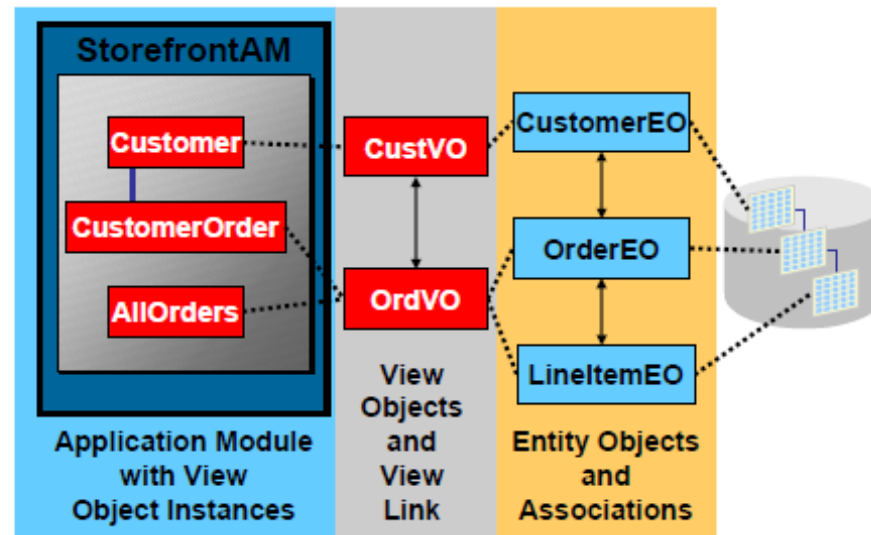 StorefrontAM
Customer
CustomerOrder
AllOrders
Application Module
with View
Object Instances
CustVO
OrdVO
View
Objects
and
View
Link
CustomerEO
OrderEO
LineItemEO
Entity Objects
and
Associations